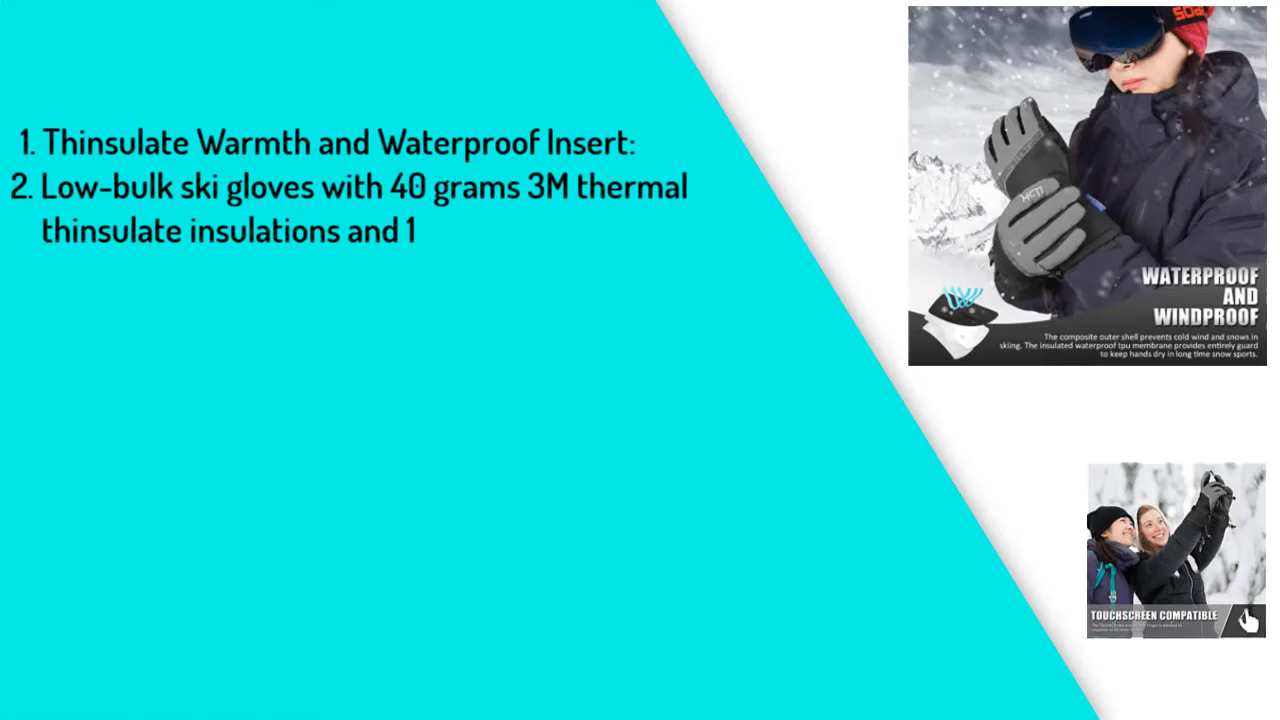 1. Thinsulate Warmth and Waterproof Insert:
2. Low-bulk ski gloves with 40 grams 3M thermal
thinsulate insulations and 1
WATERPROOF
AND
WINDPROOF
The composite outer shell prevents cold wind and snows in
skiing. The insulated waterproof tpu membrane provides entirely guard
to keep hands dry in long time snow sports.
TOUCHSCREEN COMPATIBLE